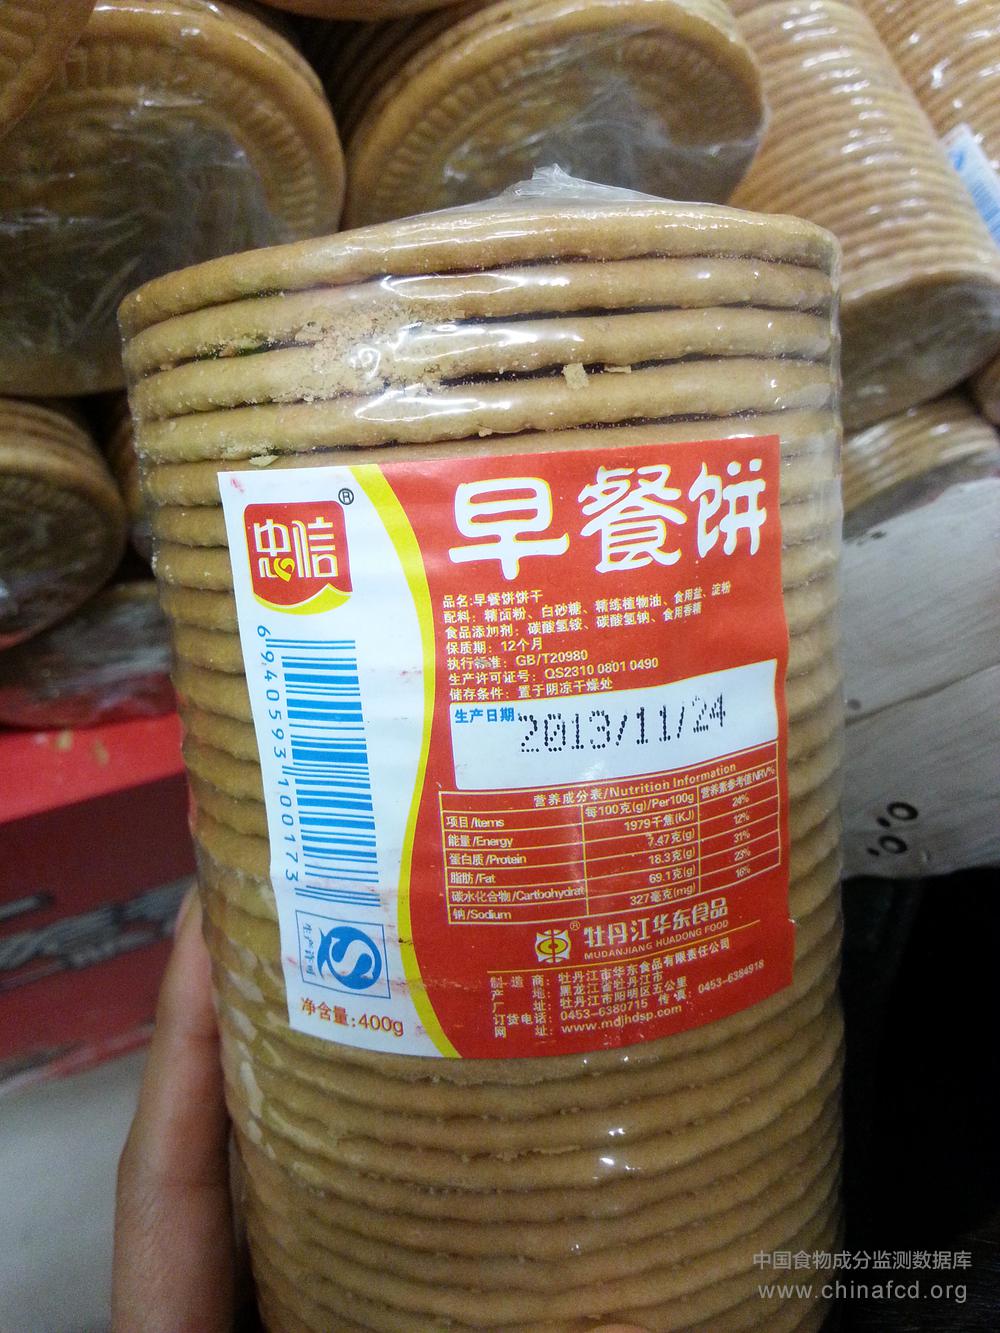 忠信®
早餐饼
品名:早餐饼饼干
配料: 精面粉、白砂糖、精练植物油、食用盐、淀粉
食品添加剂: 碳酸氢铵、碳酸氢钠、食用香精
保质期: 12个月
执行标准: GB/T20980
生产许可证号: QS2310 0801 0490
储存条件: 置于阴凉干燥处
生产日期: 2013/11/24
营养成分表/Nutrition Information
项目/Items 每100克(g)/Per100g 营养素参考值NRV%
能量/Energy 1979千焦(KJ) 24%
蛋白质/Protein 7.47克(g) 12%
脂肪/Fat 18.3克(g) 31%
碳水化合物/Cartbohydrat 69.1克(g) 23%
钠/Sodium 327毫克(mg) 16%
6940593100173
生产许可
净含量:400g
牡丹江华东食品®
MUDANJIANG HUADONG FOOD
制造商: 牡丹江市华东食品有限责任公司
产地: 黑龙江省牡丹江市
厂址: 牡丹江市阳明区五公里
订货电话: 0453-6380715 传真: 0453-6384918
网址: www.mdjhdsp.com
中国食物成分监测数据库
www.chinafcd.org